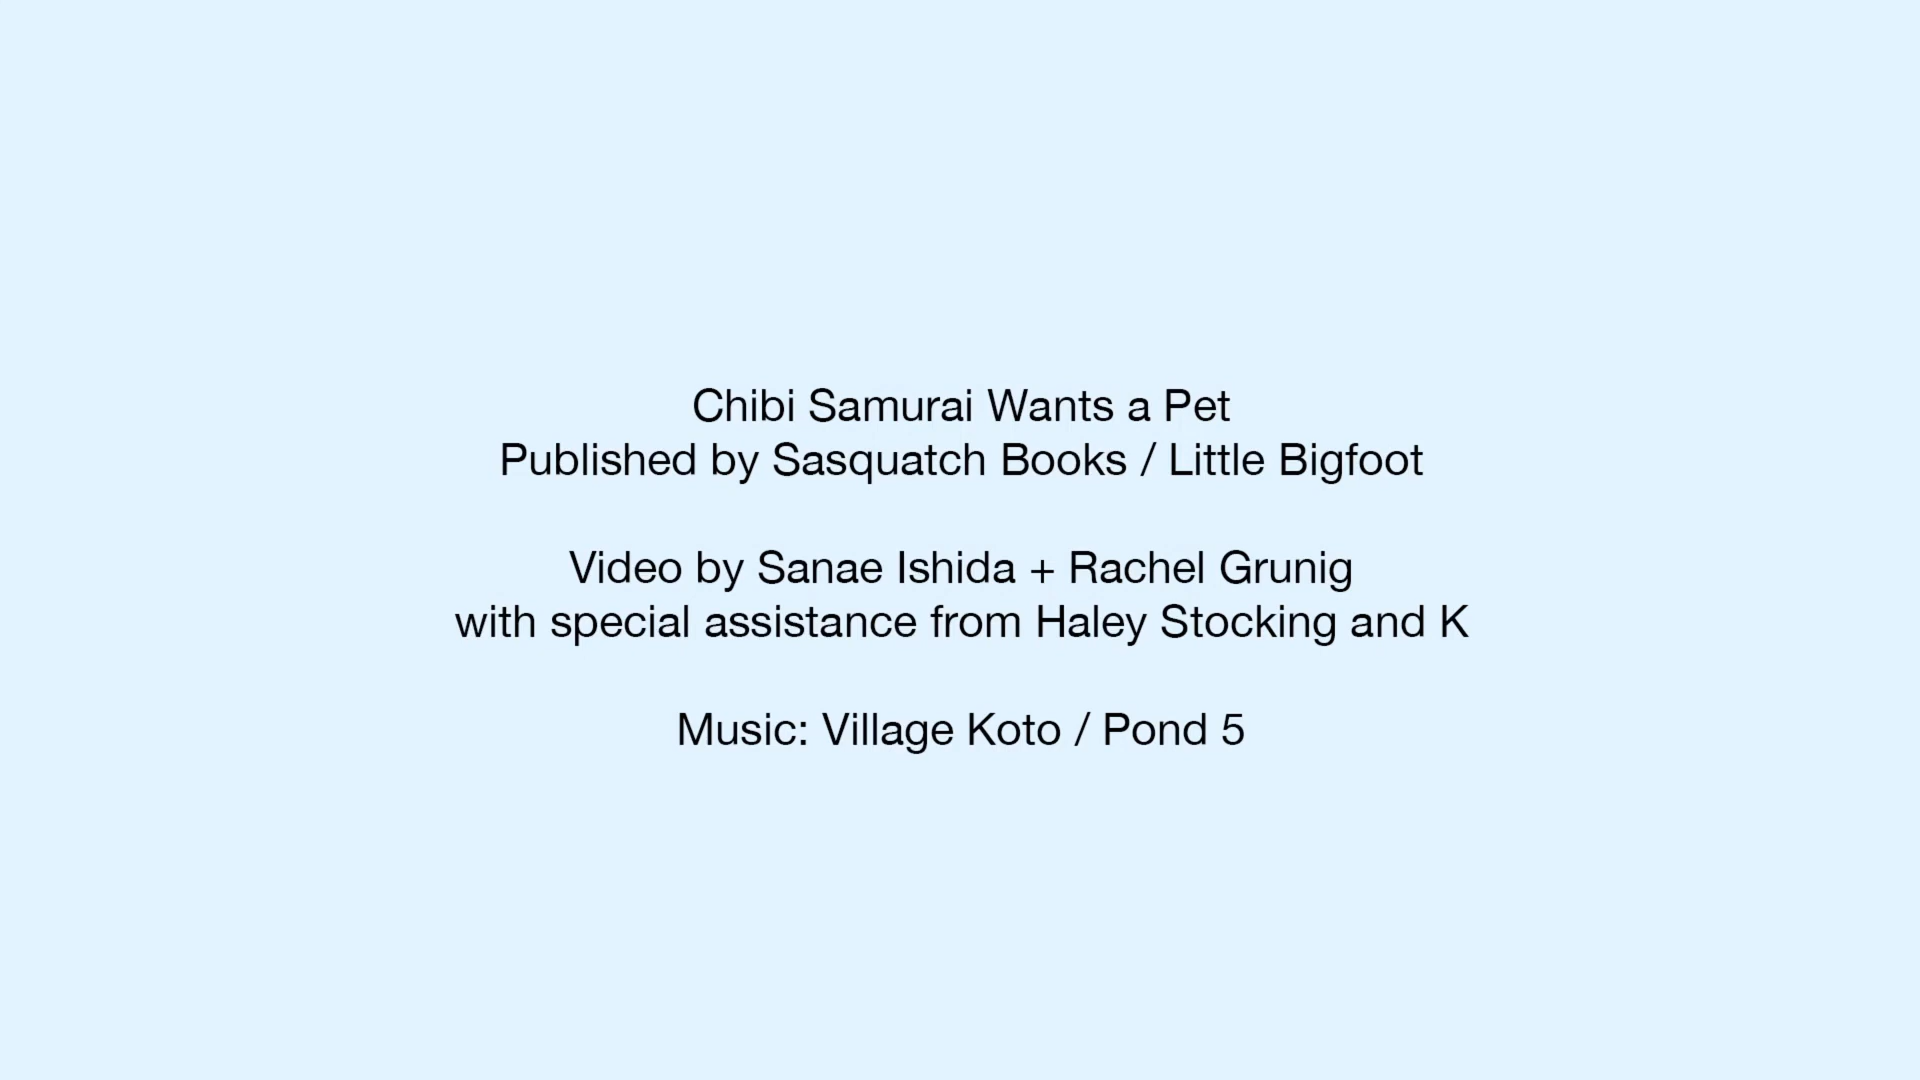 Chibi Samurai Wants a Pet
Published by Sasquatch Books / Little Bigfoot
Video by Sanae Ishida + Rachel Grunig
with special assistance from Haley Stocking and K
Music: Village Koto / Pond 5